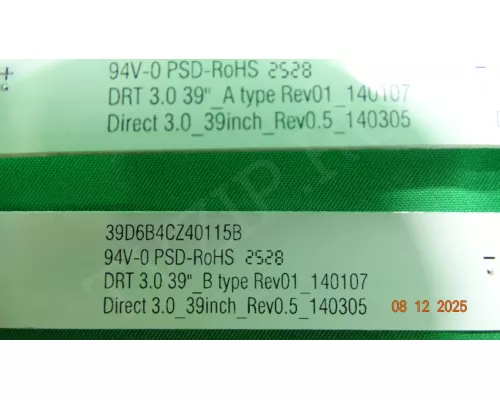 +
94V-0 PSD-RoHS 2528
DRT 3.0 39"_A type Rev01_140107
Direct 3.0_39inch_Rev0.5_140305
39D6B4CZ40115B
94V-0 PSD-RoHS 2528
DRT 3.0 39"_B type Rev01_140107
Direct 3.0_39inch_Rev0.5_140305
-
08 12 2025